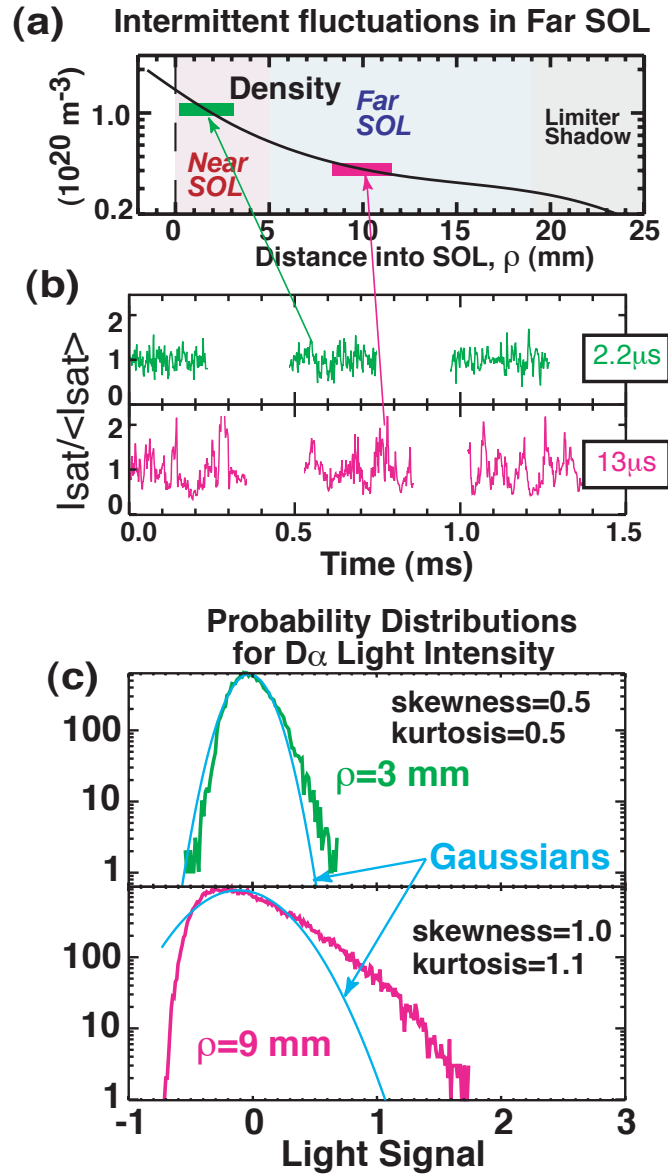 (a)
Intermittent fluctuations in Far SOL
(10²⁰ m⁻³)
1.0
0.2
Density
Near
SOL
Far
SOL
Limiter
Shadow
0 5 10 15 20 25
Distance into SOL, ρ (mm)
(b)
Isat/<Isat>
2
1
0
2.2μs
2
1
0
13μs
0.0 0.5 1.0 1.5
Time (ms)
Probability Distributions
for Dα Light Intensity
(c)
100
10
1
skewness=0.5
kurtosis=0.5
ρ=3 mm
Gaussians
100
10
1
skewness=1.0
kurtosis=1.1
ρ=9 mm
-1 0 1 2 3
Light Signal